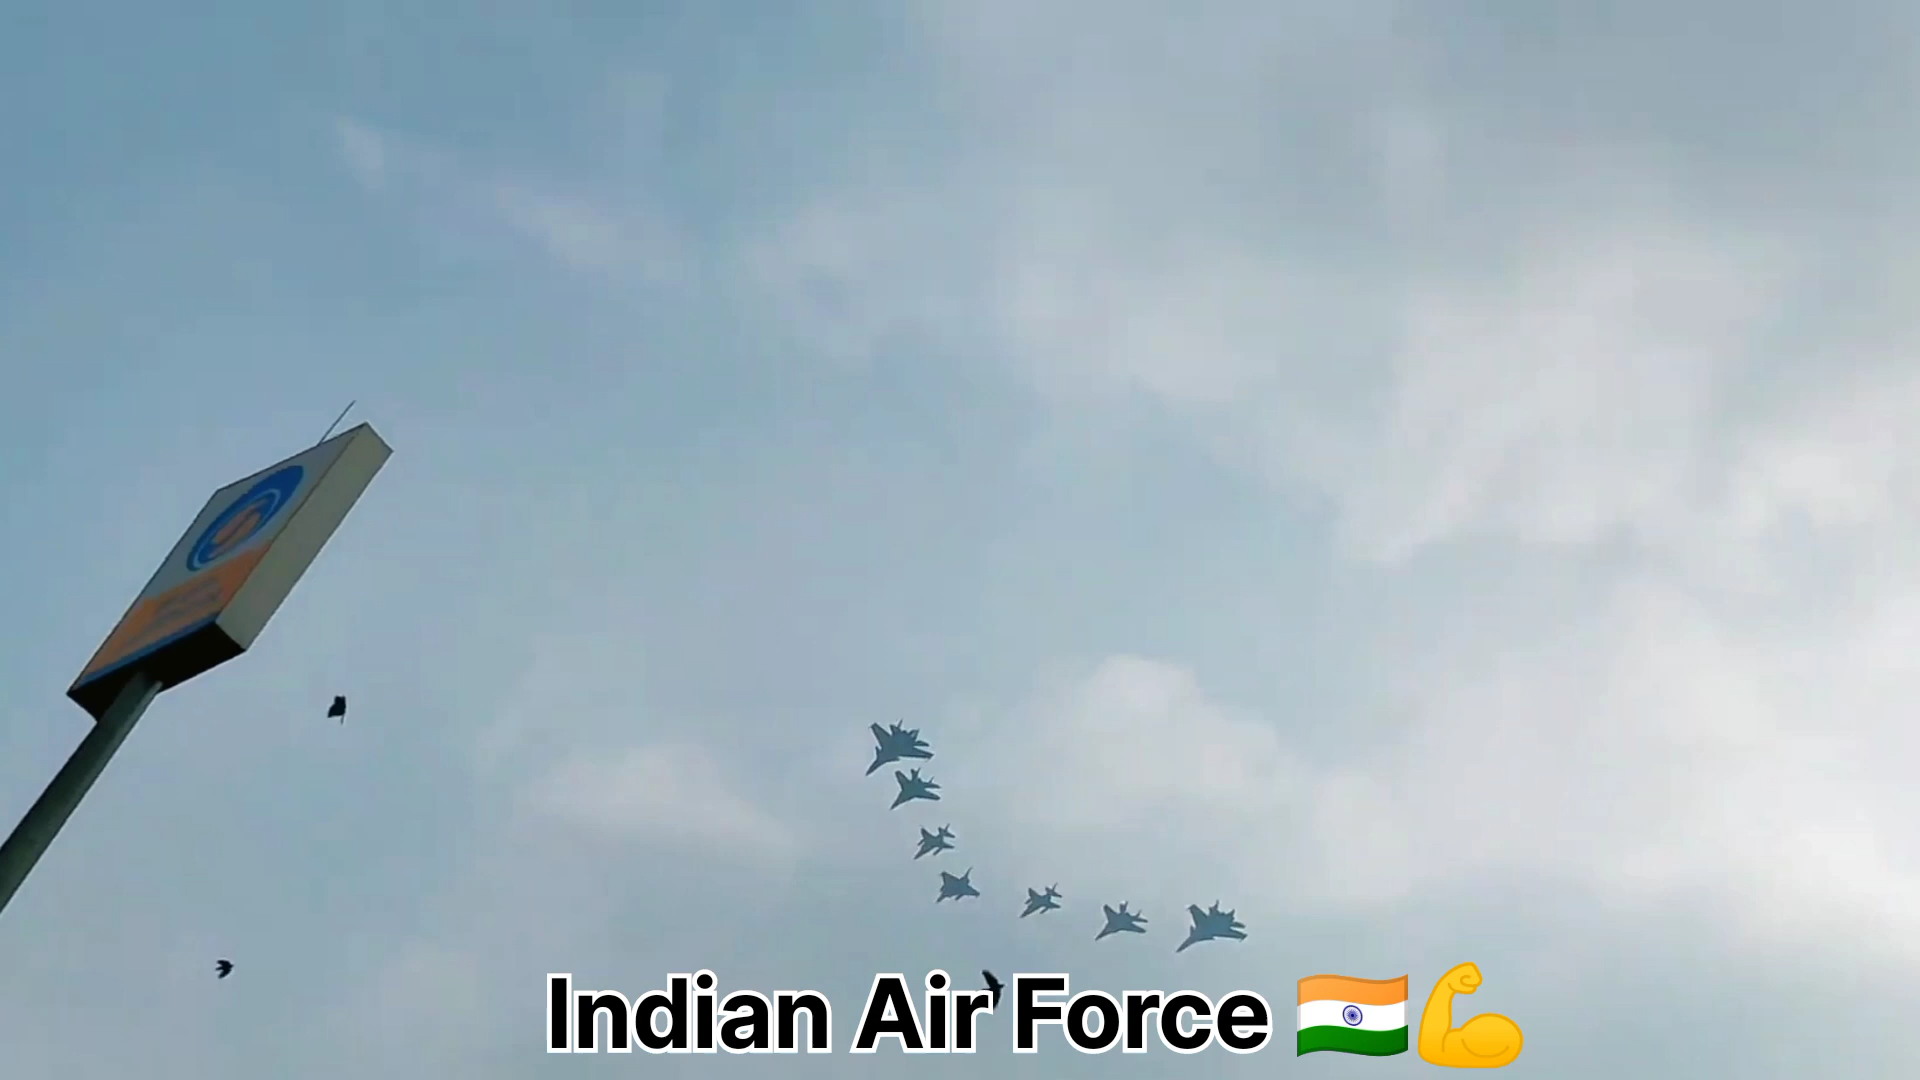 Indian Air Force 🇮🇳💪